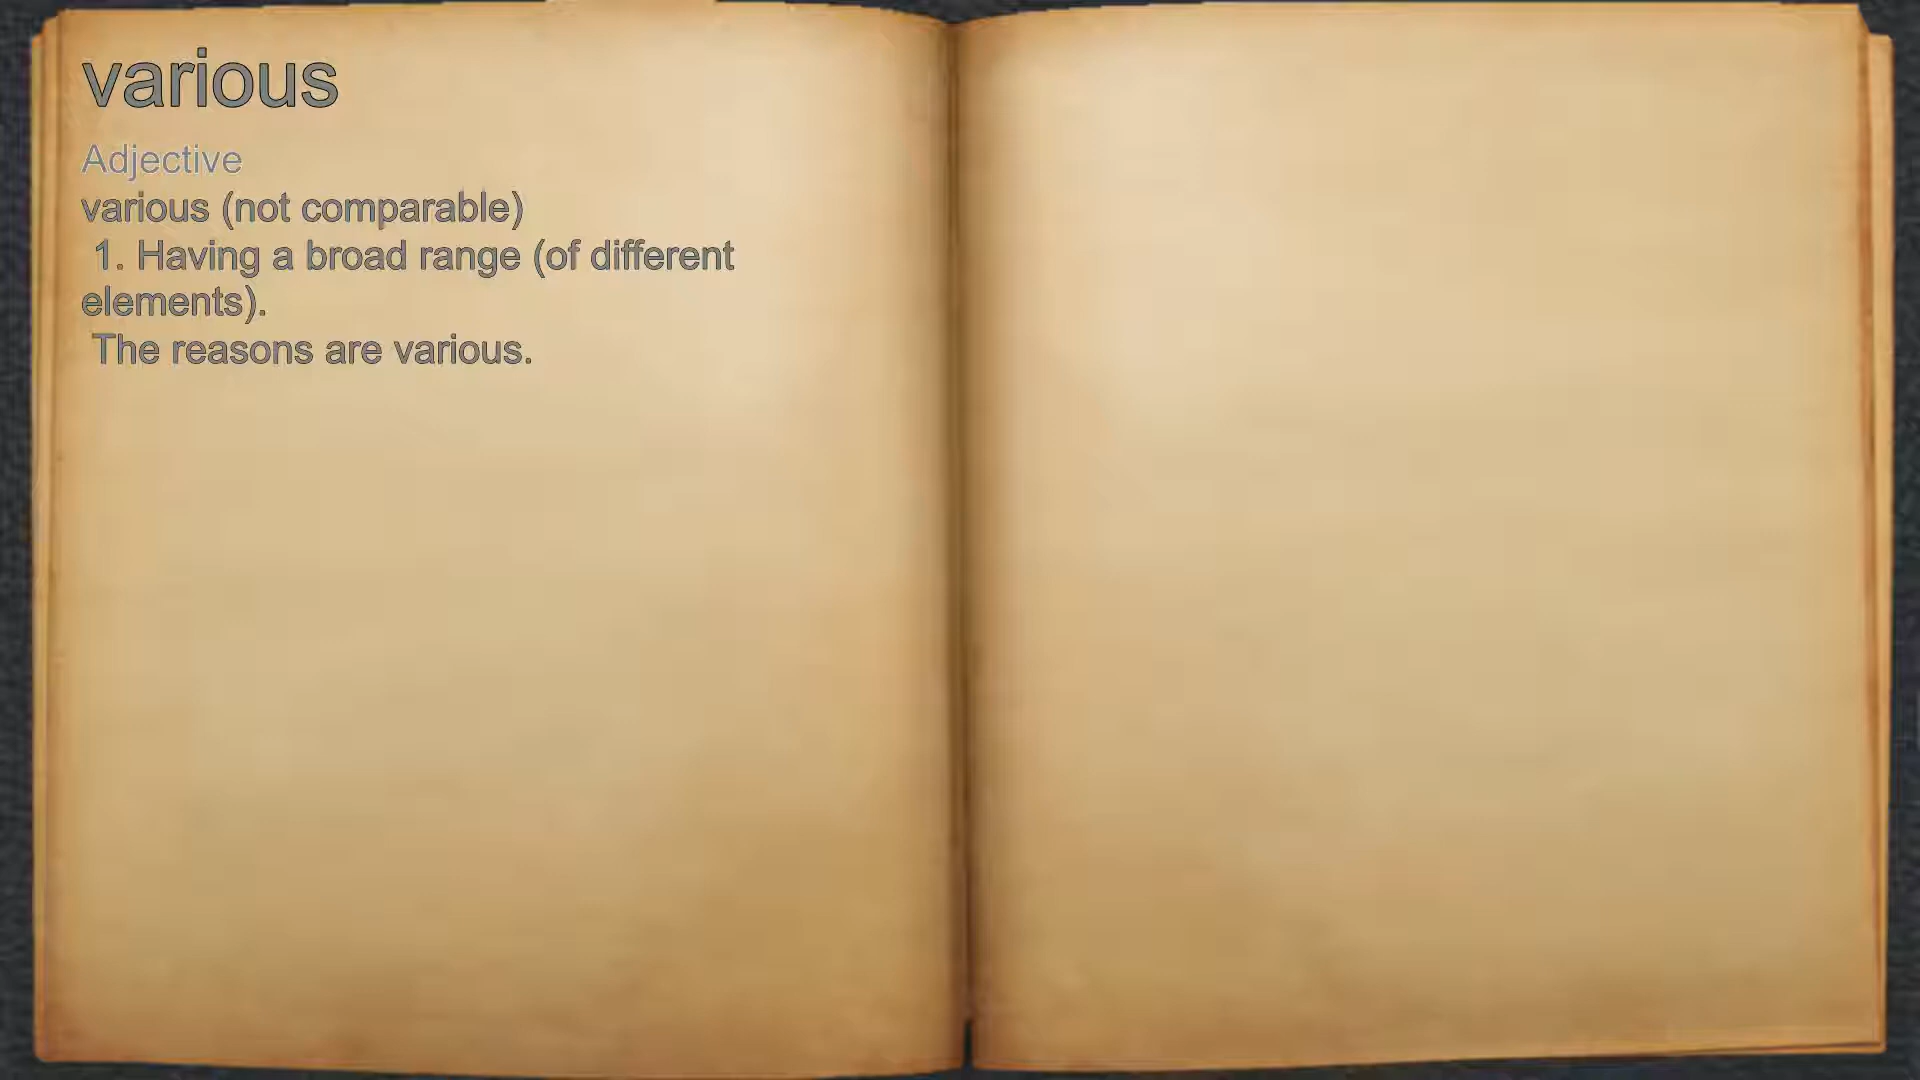 various
Adjective
various (not comparable)
1. Having a broad range (of different
elements).
The reasons are various.